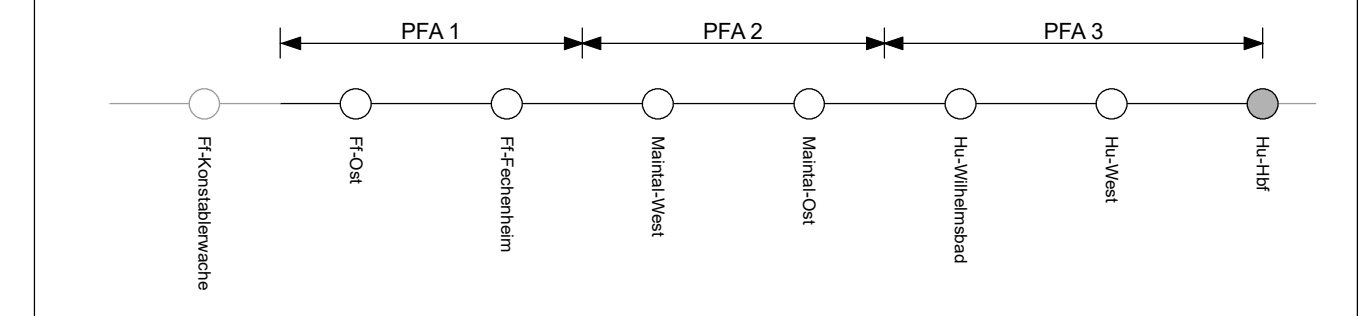 PFA 1
PFA 2
PFA 3
Ff-Konstablerwache
Ff-Ost
Ff-Fechenheim
Maintal-West
Maintal-Ost
Hu-Wilhelmsbad
Hu-West
Hu-Hbf